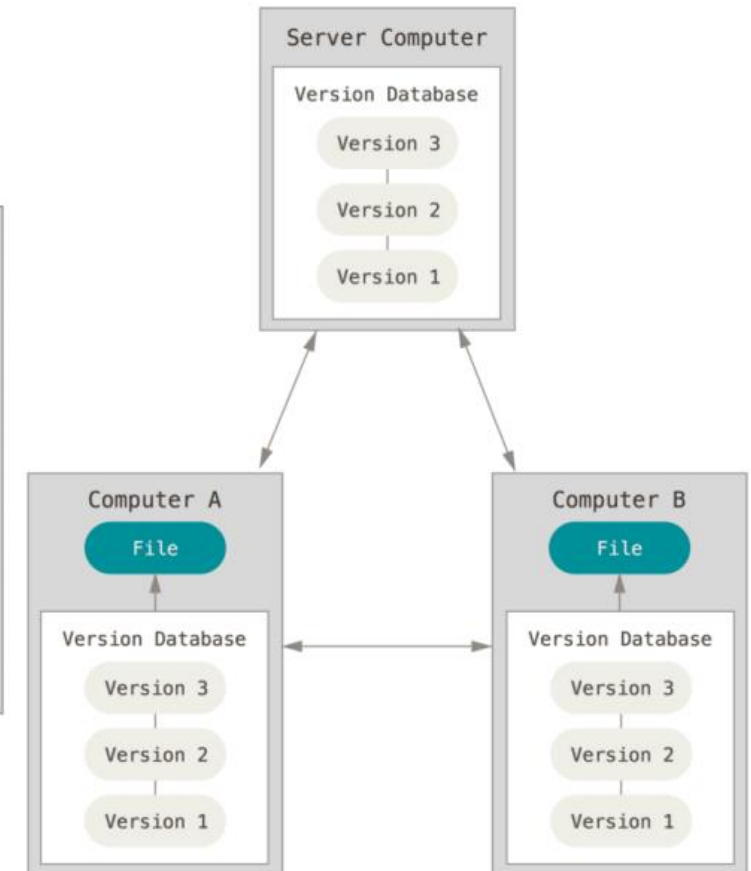 Server Computer
Version Database
Version 3
Version 2
Version 1
Computer A
File
Version Database
Version 3
Version 2
Version 1
Computer B
File
Version Database
Version 3
Version 2
Version 1